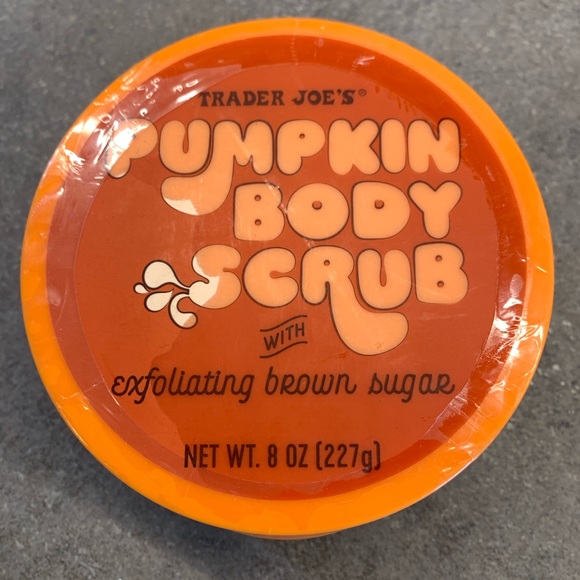 TRADER JOE'S®
PUMPKIN
BODY
SCRUB
WITH
exfoliating brown sugar
NET WT. 8 OZ (227g)